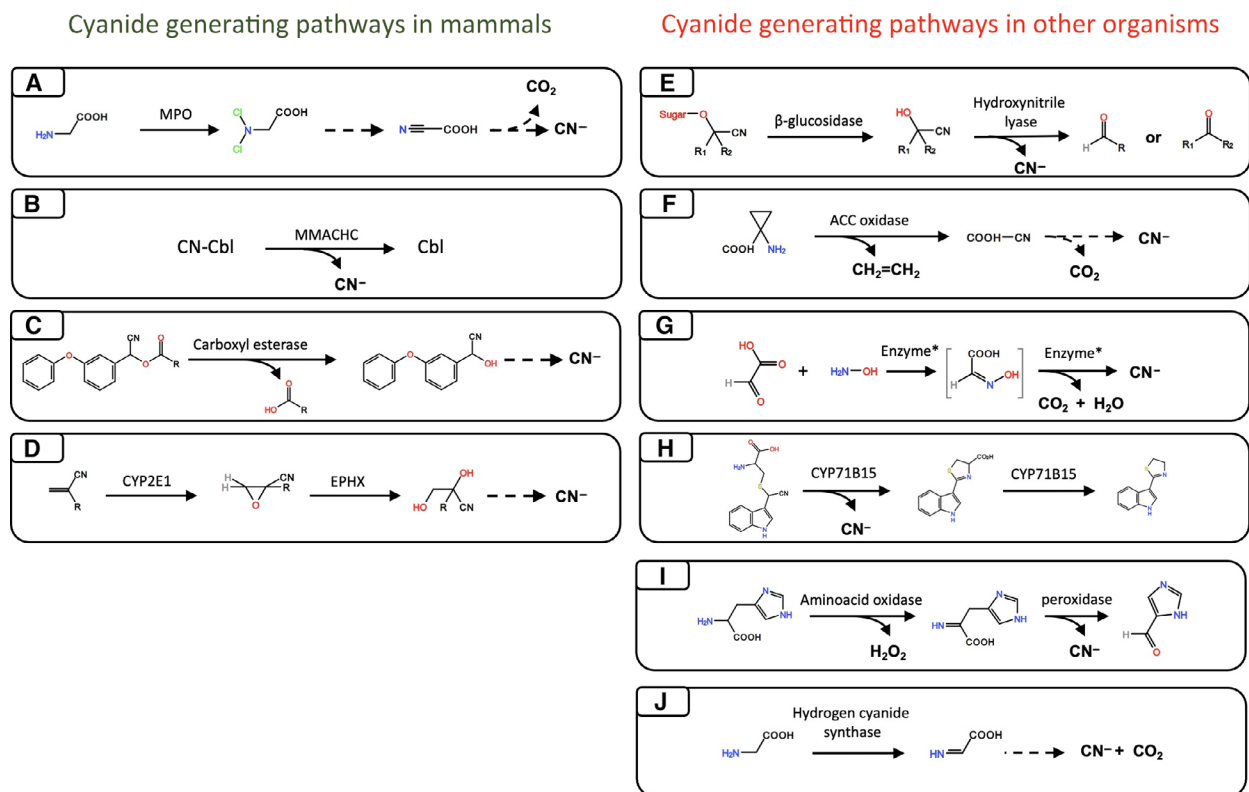 Cyanide generating pathways in mammals
A
H₂N
COOH
MPO
Cl
N
Cl
COOH
N
COOH
CO₂
CN⁻
B
CN-Cbl
MMACHC
CN⁻
Cbl
C
O
CN
O
O
R
Carboxyl esterase
O
HO
R
O
CN
OH
CN⁻
D
CN
R
CYP2E1
H
H
O
CN
R
EPHX
OH
HO
R
CN
CN⁻
Cyanide generating pathways in other organisms
E
Sugar
O
CN
R₁
R₂
β-glucosidase
HO
CN
R₁
R₂
Hydroxynitrile
lyase
CN⁻
O
H
R
or
O
R₁
R₂
F
COOH
NH₂
ACC oxidase
CH₂=CH₂
COOH
CN
CO₂
CN⁻
G
HO
O
H
O
+
H₂N
OH
Enzyme*
COOH
H
N
OH
Enzyme*
CO₂ + H₂O
CN⁻
H
O
OH
H₂N
S
CN
N
H
CYP71B15
CN⁻
CO₂H
S
N
N
H
CYP71B15
S
N
N
H
I
H₂N
COOH
N
NH
Aminoacid oxidase
H₂O₂
HN
COOH
N
NH
peroxidase
CN⁻
N
NH
H
O
J
H₂N
COOH
Hydrogen cyanide
synthase
HN
COOH
CN⁻ + CO₂